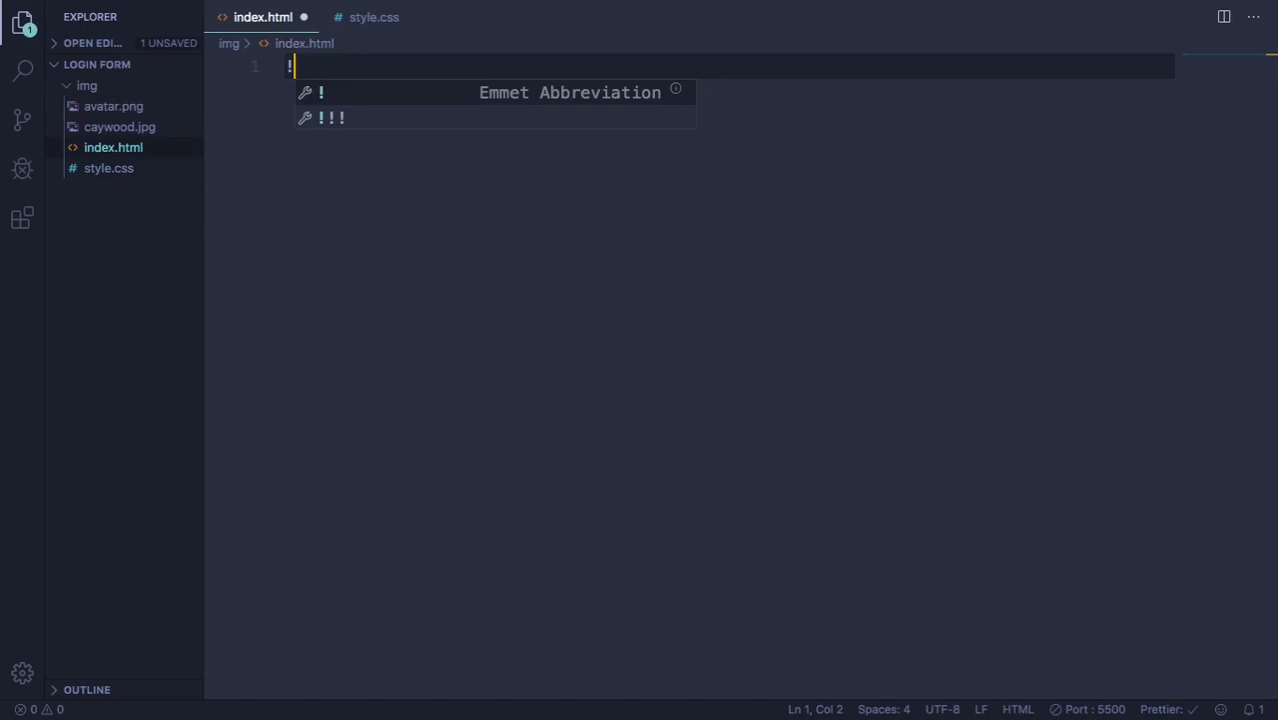 EXPLORER
index.html
style.css
OPEN EDI...
1 UNSAVED
img
index.html
LOGIN FORM
img
avatar.png
caywood.jpg
index.html
style.css
1
1
!
! Emmet Abbreviation
!!!
OUTLINE
0 0
Ln 1, Col 2
Spaces: 4
UTF-8
LF
HTML
Port : 5500
Prettier:
1